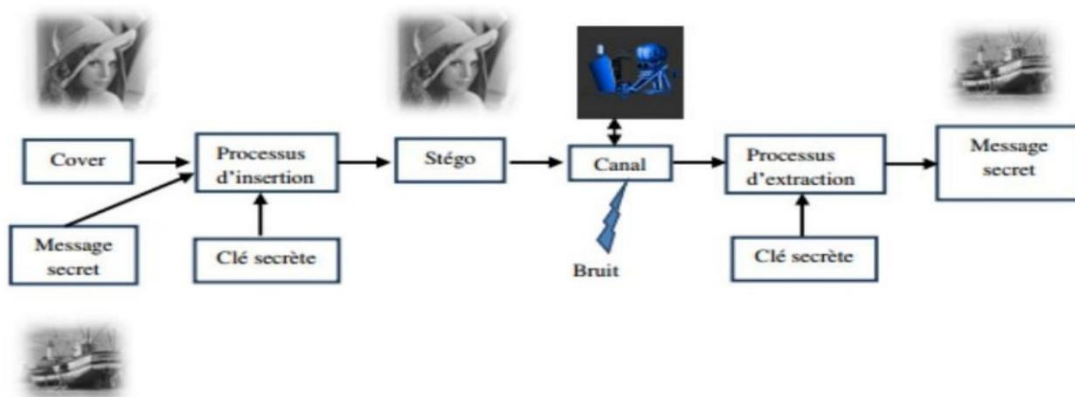 Cover
Processus
d'insertion
Stégo
Canal
Processus
d'extraction
Message
secret
Message
secret
Clé secrète
Bruit
Clé secrète